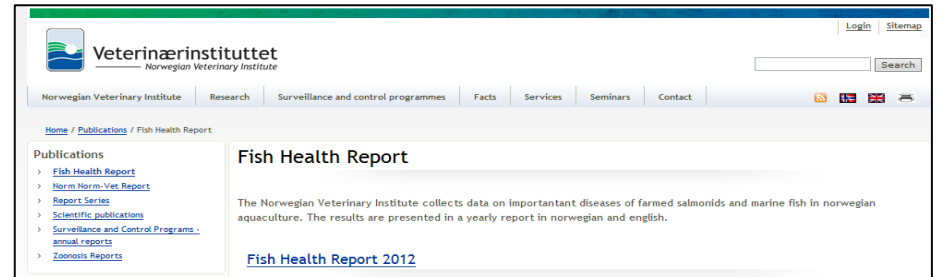 Login Sitemap
Veterinærinstituttet
Norwegian Veterinary Institute
Search
Norwegian Veterinary Institute Research Surveillance and control programmes Facts Services Seminars Contact
Home / Publications / Fish Health Report
Publications
> Fish Health Report
> Norm Norm-Vet Report
> Report Series
> Scientific publications
> Surveillance and Control Programs -
annual reports
> Zoonosis Reports
Fish Health Report
The Norwegian Veterinary Institute collects data on importantant diseases of farmed salmonids and marine fish in norwegian
aquaculture. The results are presented in a yearly report in norwegian and english.
Fish Health Report 2012